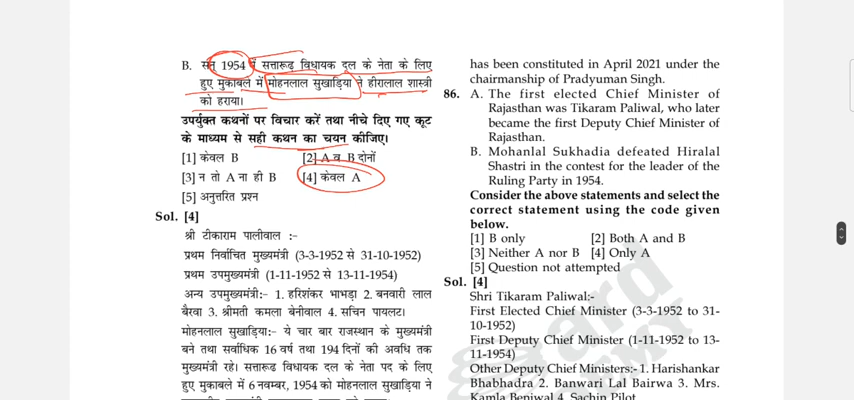 B. सन् 1954 में सत्तारूढ विधायक दल के नेता के लिए
हुए मुकाबले में मोहनलाल सुखाड़िया ने हीरालाल शास्त्री
को हराया।
उपर्युक्त कथनों पर विचार करें तथा नीचे दिए गए कूट
के माध्यम से सही कथन का चयन कीजिए।
[1] केवल B [2] A व B दोनों
[3] न तो A ना ही B [4] केवल A
[5] अनुत्तरित प्रश्न
Sol. [4]
श्री टीकाराम पालीवाल :-
प्रथम निर्वाचित मुख्यमंत्री (3-3-1952 से 31-10-1952)
प्रथम उपमुख्यमंत्री (1-11-1952 से 13-11-1954)
अन्य उपमुख्यमंत्री:- 1. हरिशंकर भाभड़ा 2. बनवारी लाल
बैरवा 3. श्रीमती कमला बेनीवाल 4. सचिन पायलट।
मोहनलाल सुखाड़िया:- ये चार बार राजस्थान के मुख्यमंत्री
बने तथा सर्वाधिक 16 वर्ष तथा 194 दिनों की अवधि तक
मुख्यमंत्री रहे। सत्तारूढ विधायक दल के नेता पद के लिए
हुए मुकाबले में 6 नवम्बर, 1954 को मोहनलाल सुखाड़िया ने
has been constituted in April 2021 under the
chairmanship of Pradyuman Singh.
86. A. The first elected Chief Minister of
Rajasthan was Tikaram Paliwal, who later
became the first Deputy Chief Minister of
Rajasthan.
B. Mohanlal Sukhadia defeated Hiralal
Shastri in the contest for the leader of the
Ruling Party in 1954.
Consider the above statements and select the
correct statement using the code given
below.
[1] B only [2] Both A and B
[3] Neither A nor B [4] Only A
[5] Question not attempted
Sol. [4]
Shri Tikaram Paliwal:-
First Elected Chief Minister (3-3-1952 to 31-
10-1952)
First Deputy Chief Minister (1-11-1952 to 13-
11-1954)
Other Deputy Chief Ministers:- 1. Harishankar
Bhabhadra 2. Banwari Lal Bairwa 3. Mrs.
Kamla Beniwal 4. Sachin Pilot